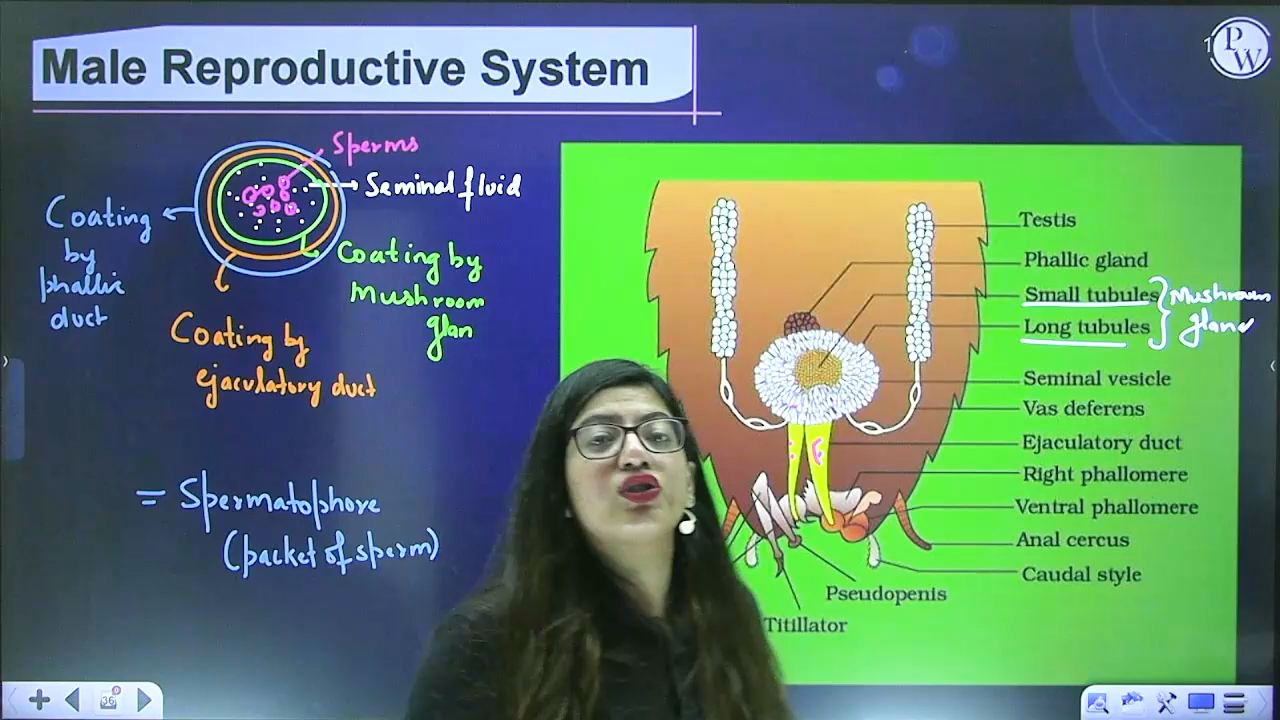 Male Reproductive System
PW
Sperms
Seminal fluid
Coating
by
phallic
duct
Coating by
Mushroom
glan
Coating by
ejaculatory duct
= Spermatophore
(packet of sperm)
Testis
Phallic gland
Small tubules
Long tubules
Mushroom
gland
Seminal vesicle
Vas deferens
Ejaculatory duct
Right phallomere
Ventral phallomere
Anal cercus
Caudal style
Pseudopenis
Titillator
36